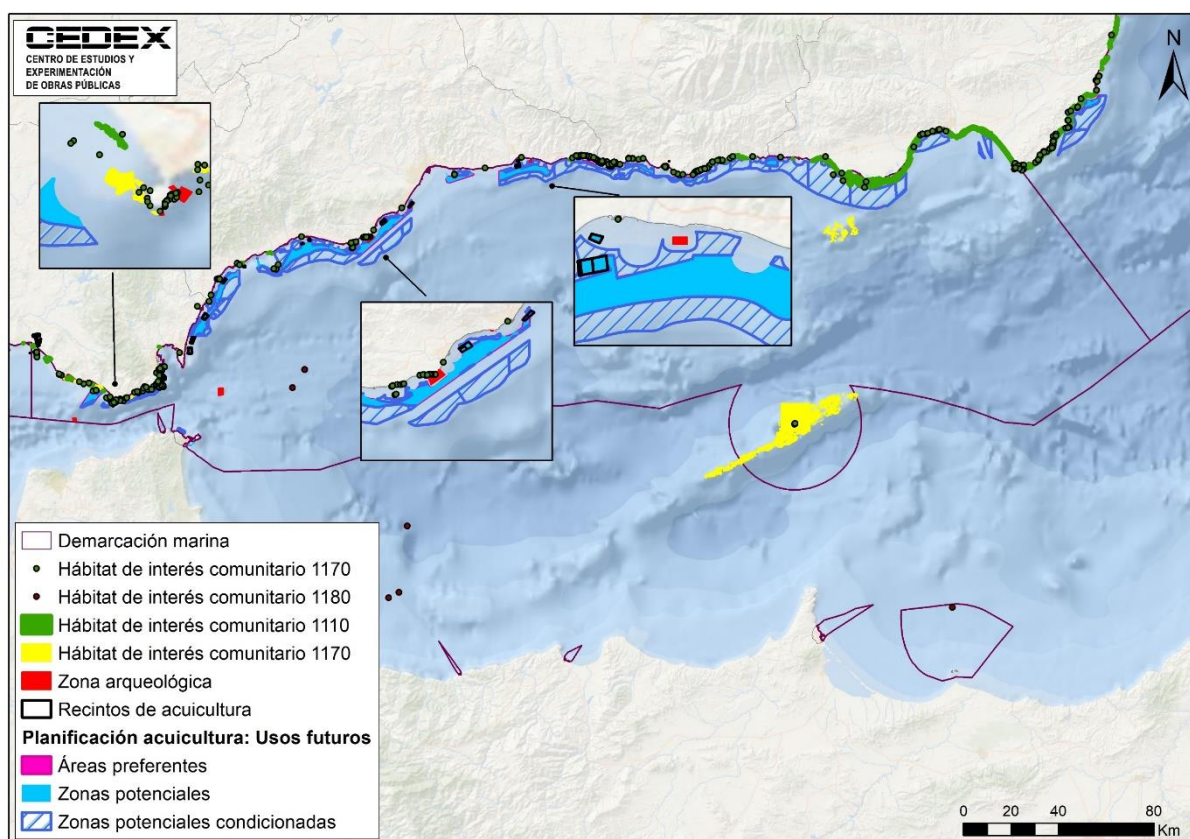 CEDEX
CENTRO DE ESTUDIOS Y
EXPERIMENTACIÓN
DE OBRAS PÚBLICAS
N
Demarcación marina
Hábitat de interés comunitario 1170
Hábitat de interés comunitario 1180
Hábitat de interés comunitario 1110
Hábitat de interés comunitario 1170
Zona arqueológica
Recintos de acuicultura
Planificación acuicultura: Usos futuros
Áreas preferentes
Zonas potenciales
Zonas potenciales condicionadas
0 20 40 60 80
Km